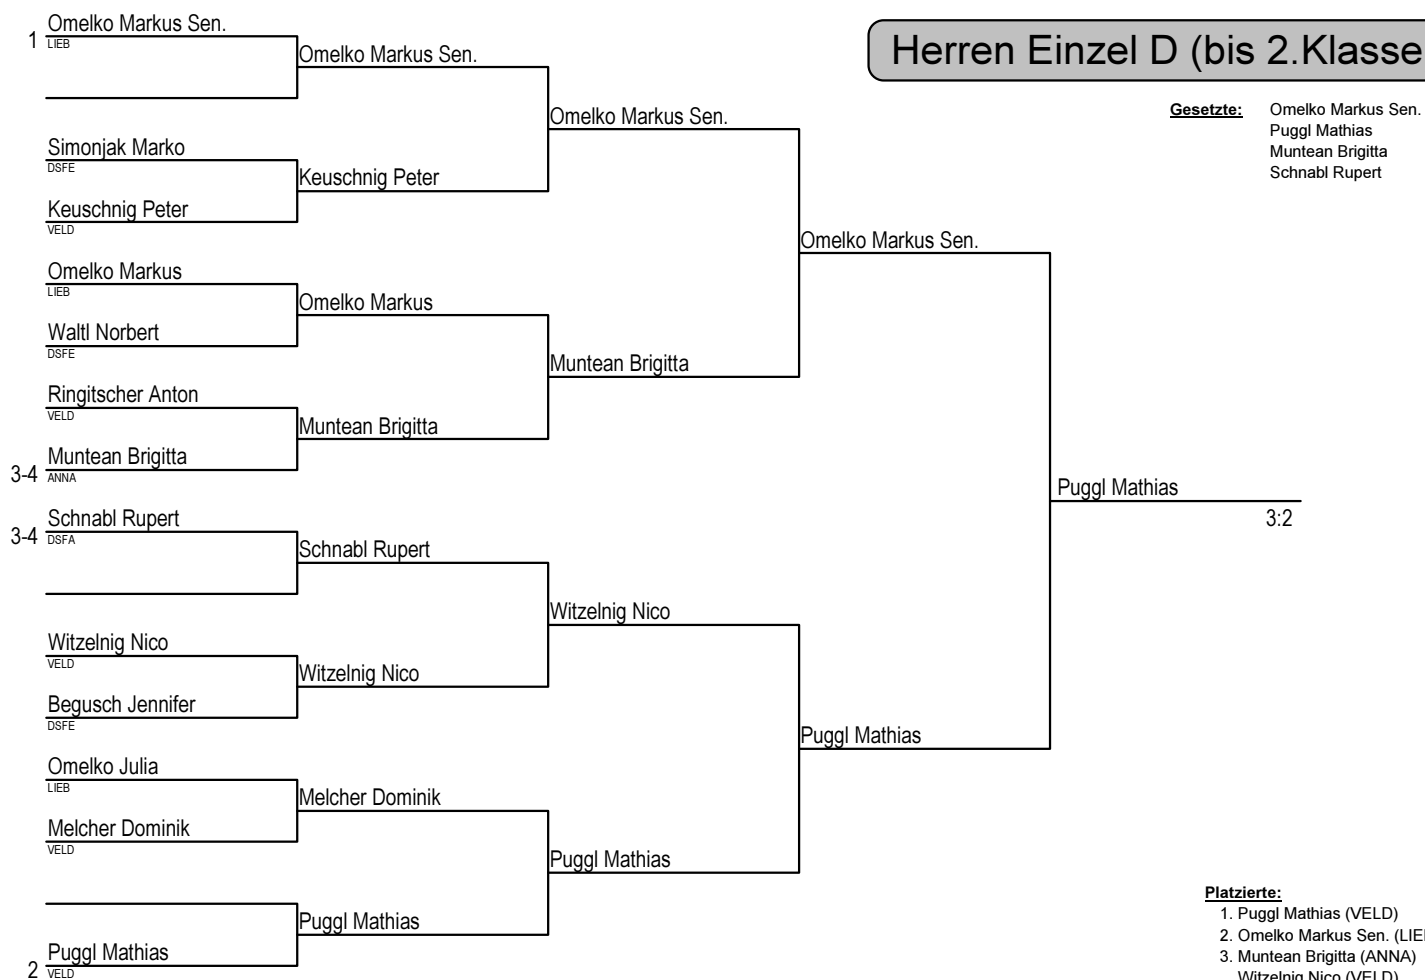 Herren Einzel D (bis 2.Klasse
Gesetzte: Omelko Markus Sen.
Puggl Mathias
Muntean Brigitta
Schnabl Rupert
1 Omelko Markus Sen.
LIEB
Simonjak Marko
DSFE
Keuschnig Peter
VELD
Omelko Markus
LIEB
Waltl Norbert
DSFE
Ringitscher Anton
VELD
3-4 Muntean Brigitta
ANNA
3-4 Schnabl Rupert
DSFA
Witzelnig Nico
VELD
Begusch Jennifer
DSFE
Omelko Julia
LIEB
Melcher Dominik
VELD
2 Puggl Mathias
VELD
Omelko Markus Sen.
Keuschnig Peter
Omelko Markus
Muntean Brigitta
Schnabl Rupert
Witzelnig Nico
Melcher Dominik
Puggl Mathias
Omelko Markus Sen.
Muntean Brigitta
Witzelnig Nico
Puggl Mathias
Omelko Markus Sen.
Puggl Mathias
Puggl Mathias
3:2
Platzierte:
1. Puggl Mathias (VELD)
2. Omelko Markus Sen. (LIE
3. Muntean Brigitta (ANNA)
Witzelnig Nico (VELD)